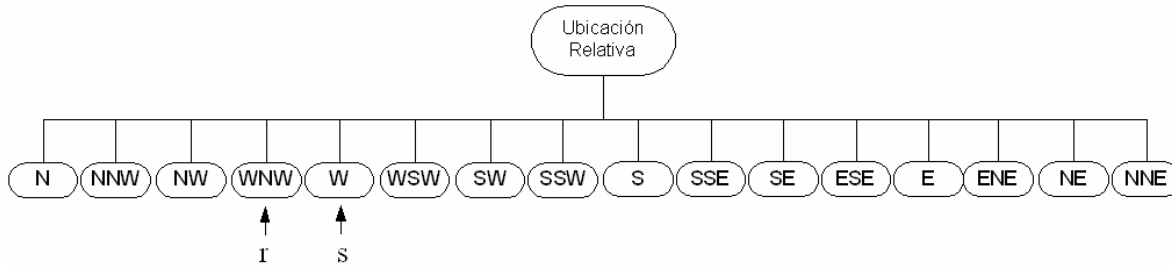 Ubicación
Relativa
N NNW NW WNW W WSW SW SSW S SSE SE ESE E ENE NE NNE
r s